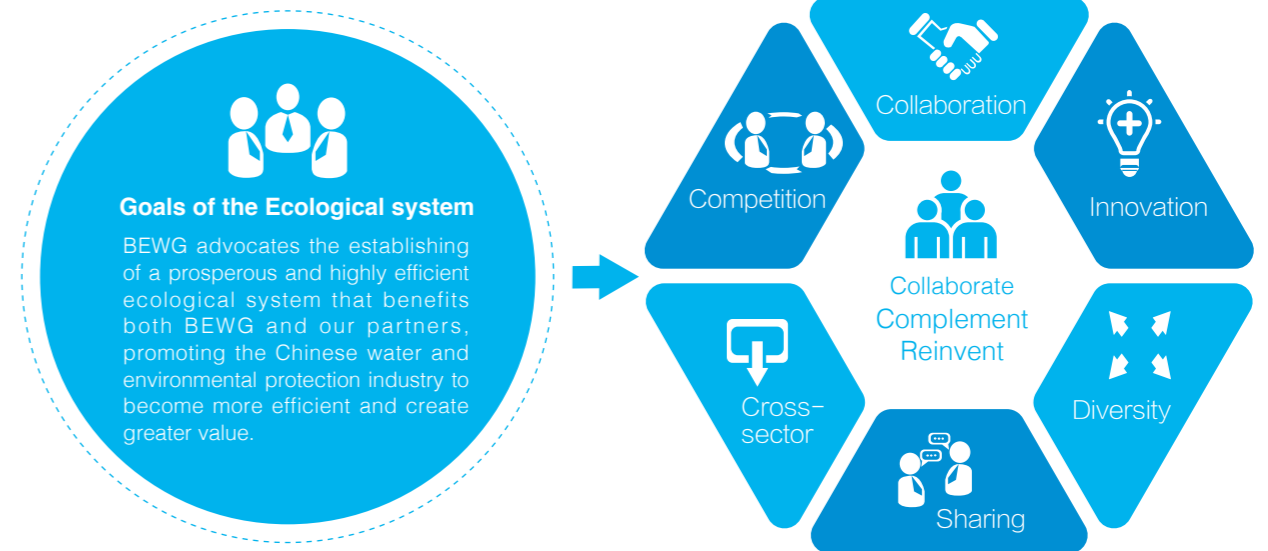 Goals of the Ecological system
BEWG advocates the establishing
of a prosperous and highly efficient
ecological system that benefits
both BEWG and our partners,
promoting the Chinese water and
environmental protection industry to
become more efficient and create
greater value.
Collaboration
Competition
Innovation
Collaborate
Complement
Reinvent
Cross-
sector
Diversity
Sharing